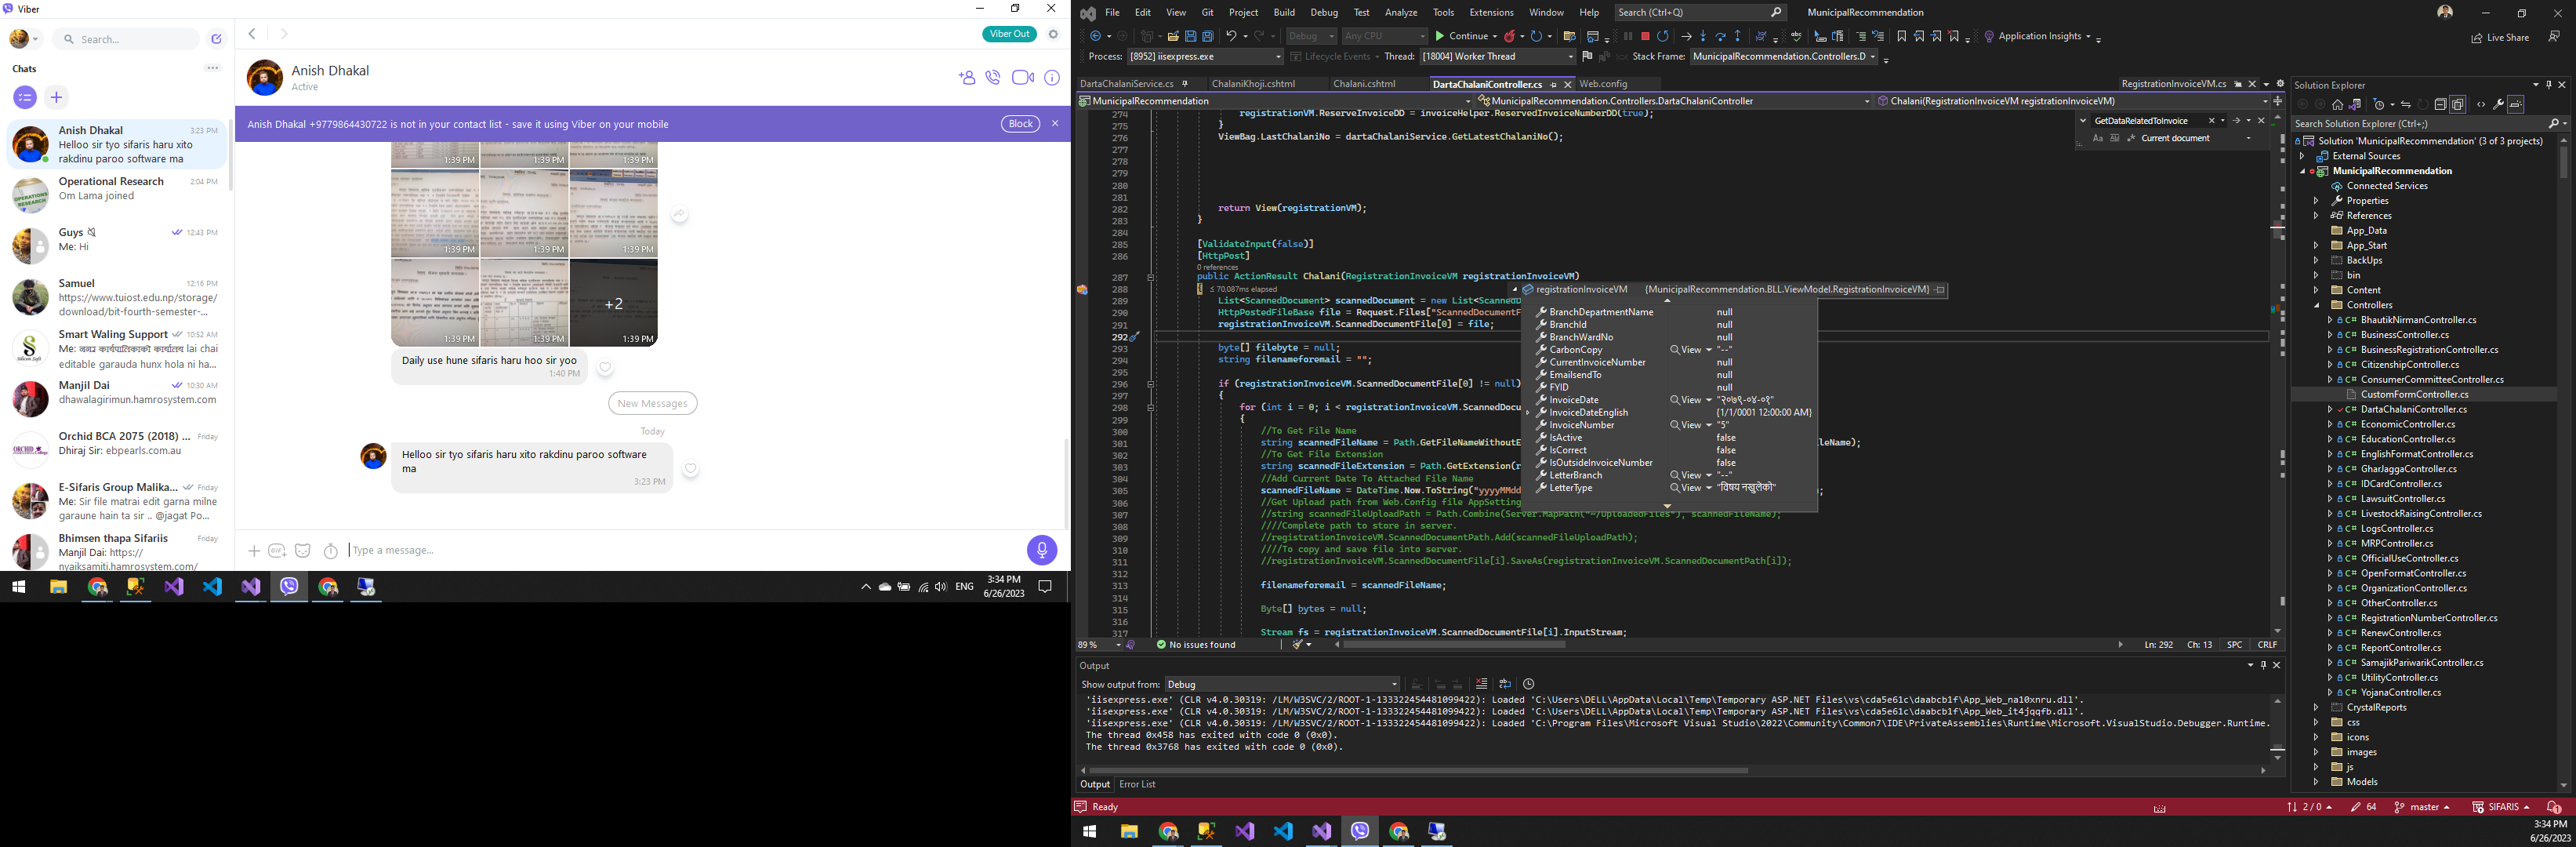 Viber
Search...
Viber Out
Chats
Anish Dhakal
Active
Anish Dhakal +9779864430722 is not in your contact list - save it using Viber on your mobile
Block
Anish Dhakal 3:23 PM
Helloo sir tyo sifaris haru xito
rakdinu paroo software ma
Operational Research 2:04 PM
Om Lama joined
Guys 12:43 PM
Me: Hi
Samuel 12:16 PM
https://www.tuiost.edu.np/storage/
download/bit-fourth-semester-...
Smart Waling Support 10:52 AM
editable garauda hunx hola ni ha...
Manjil Dai 10:30 AM
dhawalagirimun.hamrosystem.com
Orchid BCA 2075 (2018) ... Friday
Dhiraj Sir: ebpearls.com.au
E-Sifaris Group Malika... Friday
Me: Sir file matrai edit garna milne
garaune hain ta sir .. @jagat Po...
Bhimsen thapa Sifariis Friday
Manjil Dai: https://
nyaiksamiti.hamrosystem.com/
1:39 PM 1:39 PM 1:39 PM
1:39 PM 1:39 PM 1:39 PM
+2
1:39 PM 1:39 PM 1:39 PM
Daily use hune sifaris haru hoo sir yoo
1:40 PM
New Messages
Today
Helloo sir tyo sifaris haru xito rakdinu paroo software
ma
3:23 PM
Type a message...
ENG
3:34 PM
6/26/2023
File Edit View Git Project Build Debug Test Analyze Tools Extensions Window Help Search (Ctrl+Q) MunicipalRecommendation
Debug Any CPU Continue Application Insights Live Share
Process: [8952] iisexpress.exe Lifecycle Events Thread: [18004] Worker Thread Stack Frame: MunicipalRecommendation.Controllers.D
DartaChalaniService.cs ChalaniKhoji.cshtml Chalani.cshtml DartaChalaniController.cs Web.config RegistrationInvoiceVM.cs
MunicipalRecommendation MunicipalRecommendation.Controllers.DartaChalaniController Chalani(RegistrationInvoiceVM registrationInvoiceVM)
GetDataRelatedToInvoice
Current document
274 registrationVM.ReserveInvoiceDD = invoiceHelper.ReservedInvoiceNumberDD(true);
275 }
276 ViewBag.LastChalaniNo = dartaChalaniService.GetLatestChalaniNo();
277
278
279
280
281
282 return View(registrationVM);
283 }
284
285 [ValidateInput(false)]
286 [HttpPost]
0 references
287 public ActionResult Chalani(RegistrationInvoiceVM registrationInvoiceVM)
288 { ≤ 70,087ms elapsed
289 List<ScannedDocument> scannedDocument = new List<Scanned
290 HttpPostedFileBase file = Request.Files["ScannedDocumentF
291 registrationInvoiceVM.ScannedDocumentFile[0] = file;
292
293 byte[] filebyte = null;
294 string filenameforemail = "";
295
296 if (registrationInvoiceVM.ScannedDocumentFile[0] != null)
297 {
298 for (int i = 0; i < registrationInvoiceVM.ScannedDocumen
299 {
300 //To Get File Name
301 string scannedFileName = Path.GetFileNameWithoutE leName);
302 //To Get File Extension
303 string scannedFileExtension = Path.GetExtension(r
304 //Add Current Date To Attached File Name
305 scannedFileName = DateTime.Now.ToString("yyyyMMdd ;
306 //Get Upload path from Web.Config file AppSetting
307 //string scannedFileUploadPath = Path.Combine(Server.MapPath("~/UploadedFiles"), scannedFileName);
308 ////Complete path to store in server.
309 //registrationInvoiceVM.ScannedDocumentPath.Add(scannedFileUploadPath);
310 ////To copy and save file into server.
311 //registrationInvoiceVM.ScannedDocumentFile[i].SaveAs(registrationInvoiceVM.ScannedDocumentPath[i]);
312
313 filenameforemail = scannedFileName;
314
315 Byte[] bytes = null;
316
317 Stream fs = registrationInvoiceVM.ScannedDocumentFile[i].InputStream;
registrationInvoiceVM {MunicipalRecommendation.BLL.ViewModel.RegistrationInvoiceVM}
BranchDepartmentName null
BranchId null
BranchWardNo null
CarbonCopy View "--"
CurrentInvoiceNumber null
EmailsendTo null
FYID null
InvoiceDate View "२०७९-०४-०१"
InvoiceDateEnglish {1/1/0001 12:00:00 AM}
InvoiceNumber View "5"
IsActive false
IsCorrect false
IsOutsideInvoiceNumber false
LetterBranch View "--"
LetterType View "विषय नखुलेको"
89 % No issues found Ln: 292 Ch: 13 SPC CRLF
Output
Show output from: Debug
'iisexpress.exe' (CLR v4.0.30319: /LM/W3SVC/2/ROOT-1-133322454481099422): Loaded 'C:\Users\DELL\AppData\Local\Temp\Temporary ASP.NET Files\vs\cda5e61c\daabcb1f\App_Web_na10xnru.dll'.
'iisexpress.exe' (CLR v4.0.30319: /LM/W3SVC/2/ROOT-1-133322454481099422): Loaded 'C:\Users\DELL\AppData\Local\Temp\Temporary ASP.NET Files\vs\cda5e61c\daabcb1f\App_Web_it4jqqfb.dll'.
'iisexpress.exe' (CLR v4.0.30319: /LM/W3SVC/2/ROOT-1-133322454481099422): Loaded 'C:\Program Files\Microsoft Visual Studio\2022\Community\Common7\IDE\PrivateAssemblies\Runtime\Microsoft.VisualStudio.Debugger.Runtime.
The thread 0x458 has exited with code 0 (0x0).
The thread 0x3768 has exited with code 0 (0x0).
Output Error List
Ready 2 / 0 64 master SIFARIS
Solution Explorer
Search Solution Explorer (Ctrl+;)
Solution 'MunicipalRecommendation' (3 of 3 projects)
External Sources
MunicipalRecommendation
Connected Services
Properties
References
App_Data
App_Start
BackUps
bin
Content
Controllers
BhautikNirmanController.cs
BusinessController.cs
BusinessRegistrationController.cs
CitizenshipController.cs
ConsumerCommitteeController.cs
CustomFormController.cs
DartaChalaniController.cs
EconomicController.cs
EducationController.cs
EnglishFormatController.cs
GharJaggaController.cs
IDCardController.cs
LawsuitController.cs
LivestockRaisingController.cs
LogsController.cs
MRPController.cs
OfficialUseController.cs
OpenFormatController.cs
OrganizationController.cs
OtherController.cs
RegistrationNumberController.cs
RenewController.cs
ReportController.cs
SamajikPariwarikController.cs
UtilityController.cs
YojanaController.cs
CrystalReports
css
icons
images
js
Models
3:34 PM
6/26/2023